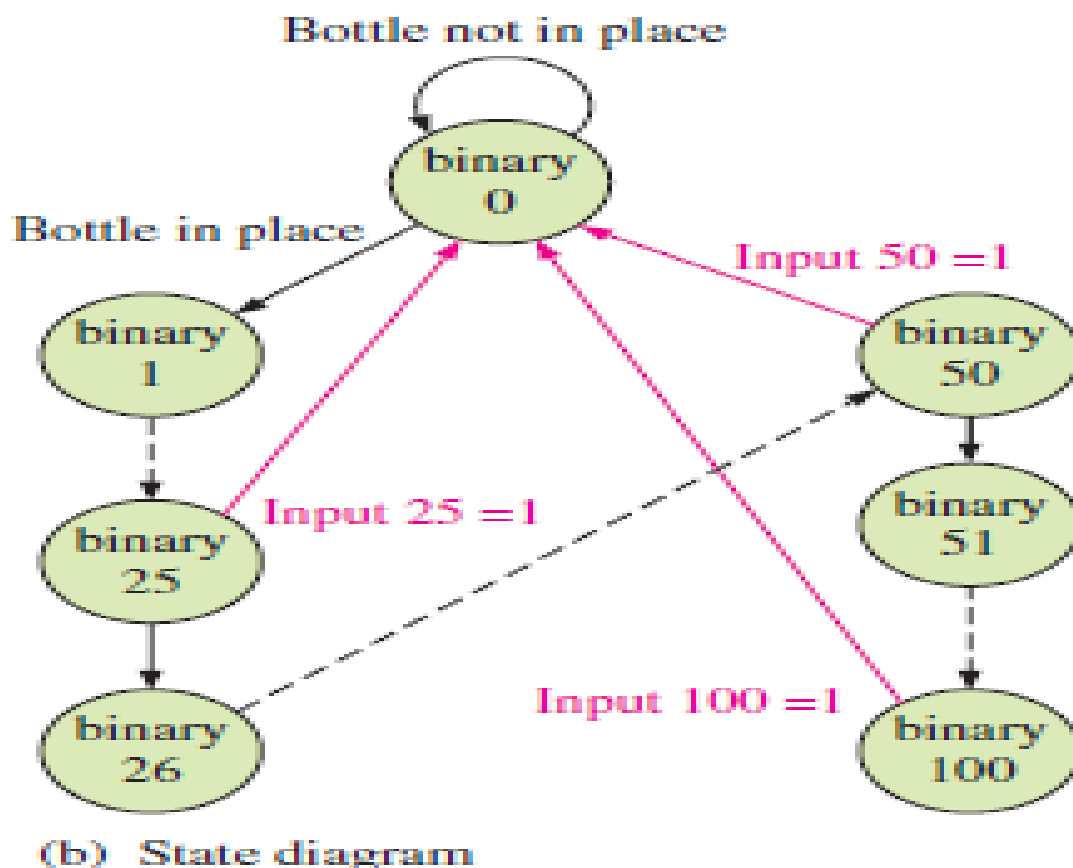 Bottle not in place
binary
0
Bottle in place
Input 50 =1
binary
1
binary
50
binary
25
Input 25 =1
binary
51
binary
26
Input 100 =1
binary
100
(b) State diagram